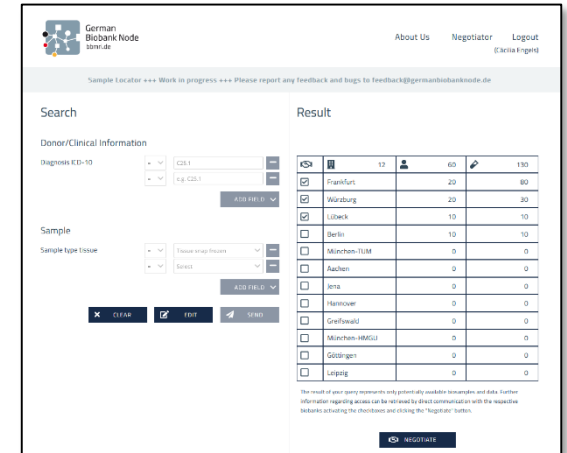 German
Biobank Node
bbmri.de
About Us Negotiator Logout
(Cäcilia Engels)
Sample Locator +++ Work in progress +++ Please report any feedback and bugs to feedback@germanbiobanknode.de
Search
Result
Donor/Clinical Information
Diagnosis ICD-10 = C25.1
= e.g. C25.1
ADD FIELD
Sample
Sample type tissue = Tissue snap frozen
= Select
ADD FIELD
CLEAR EDIT SEND
12 60 130
Frankfurt 20 80
Würzburg 20 30
Lübeck 10 10
Berlin 10 10
München-TUM 0 0
Aachen 0 0
Jena 0 0
Hannover 0 0
Greifswald 0 0
München-HMGU 0 0
Göttingen 0 0
Leipzig 0 0
The result of your query represents only potentially available biosamples and data. Further
information regarding access can be retrieved by direct communication with the respective
biobanks activating the checkboxes and clicking the "Negotiate" button.
NEGOTIATE